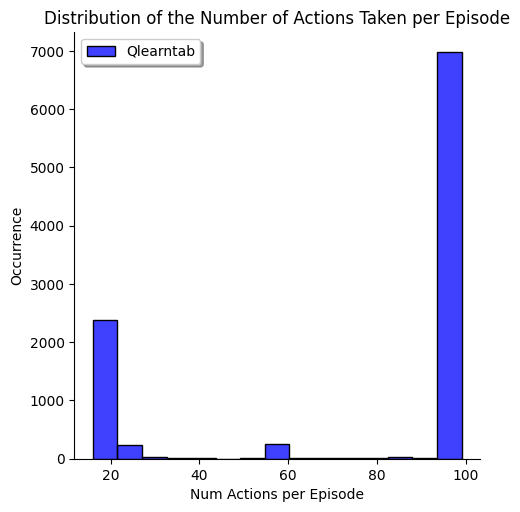 Distribution of the Number of Actions Taken per Episode
Qlearntab
7000
6000
5000
4000
3000
2000
1000
0
Occurrence
20 40 60 80 100
Num Actions per Episode